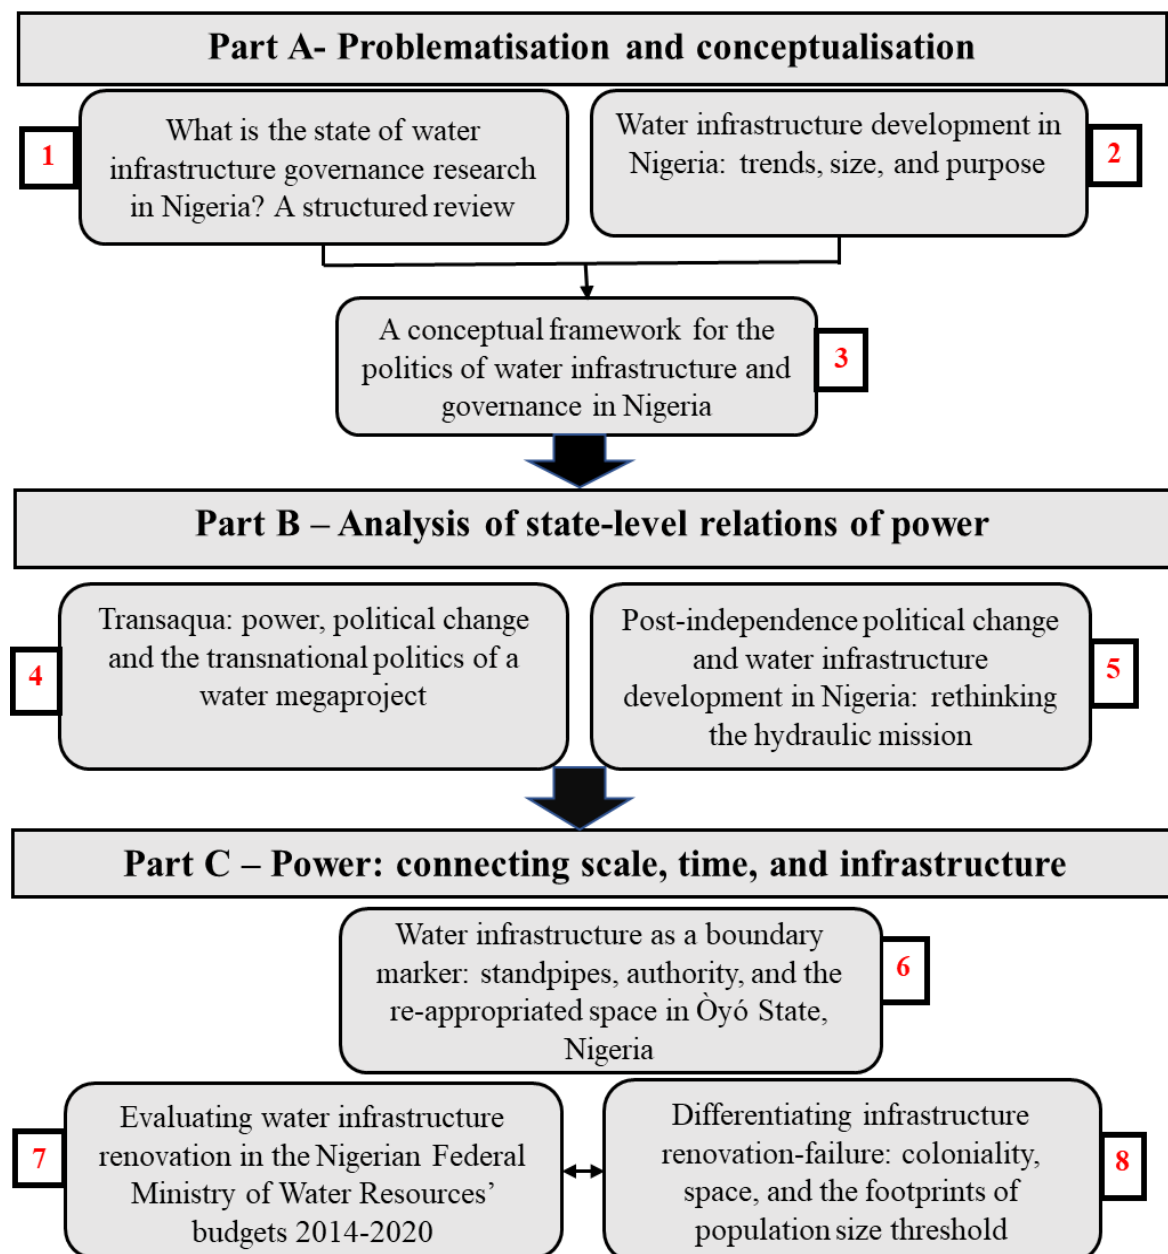 Part A- Problematisation and conceptualisation
1
What is the state of water
infrastructure governance research
in Nigeria? A structured review
Water infrastructure development in
Nigeria: trends, size, and purpose
2
A conceptual framework for the
politics of water infrastructure and
governance in Nigeria
3
Part B – Analysis of state-level relations of power
4
Transaqua: power, political change
and the transnational politics of a
water megaproject
Post-independence political change
and water infrastructure
development in Nigeria: rethinking
the hydraulic mission
5
Part C – Power: connecting scale, time, and infrastructure
Water infrastructure as a boundary
marker: standpipes, authority, and the
re-appropriated space in Òyó State,
Nigeria
6
7
Evaluating water infrastructure
renovation in the Nigerian Federal
Ministry of Water Resources’
budgets 2014-2020
Differentiating infrastructure
renovation-failure: coloniality,
space, and the footprints of
population size threshold
8